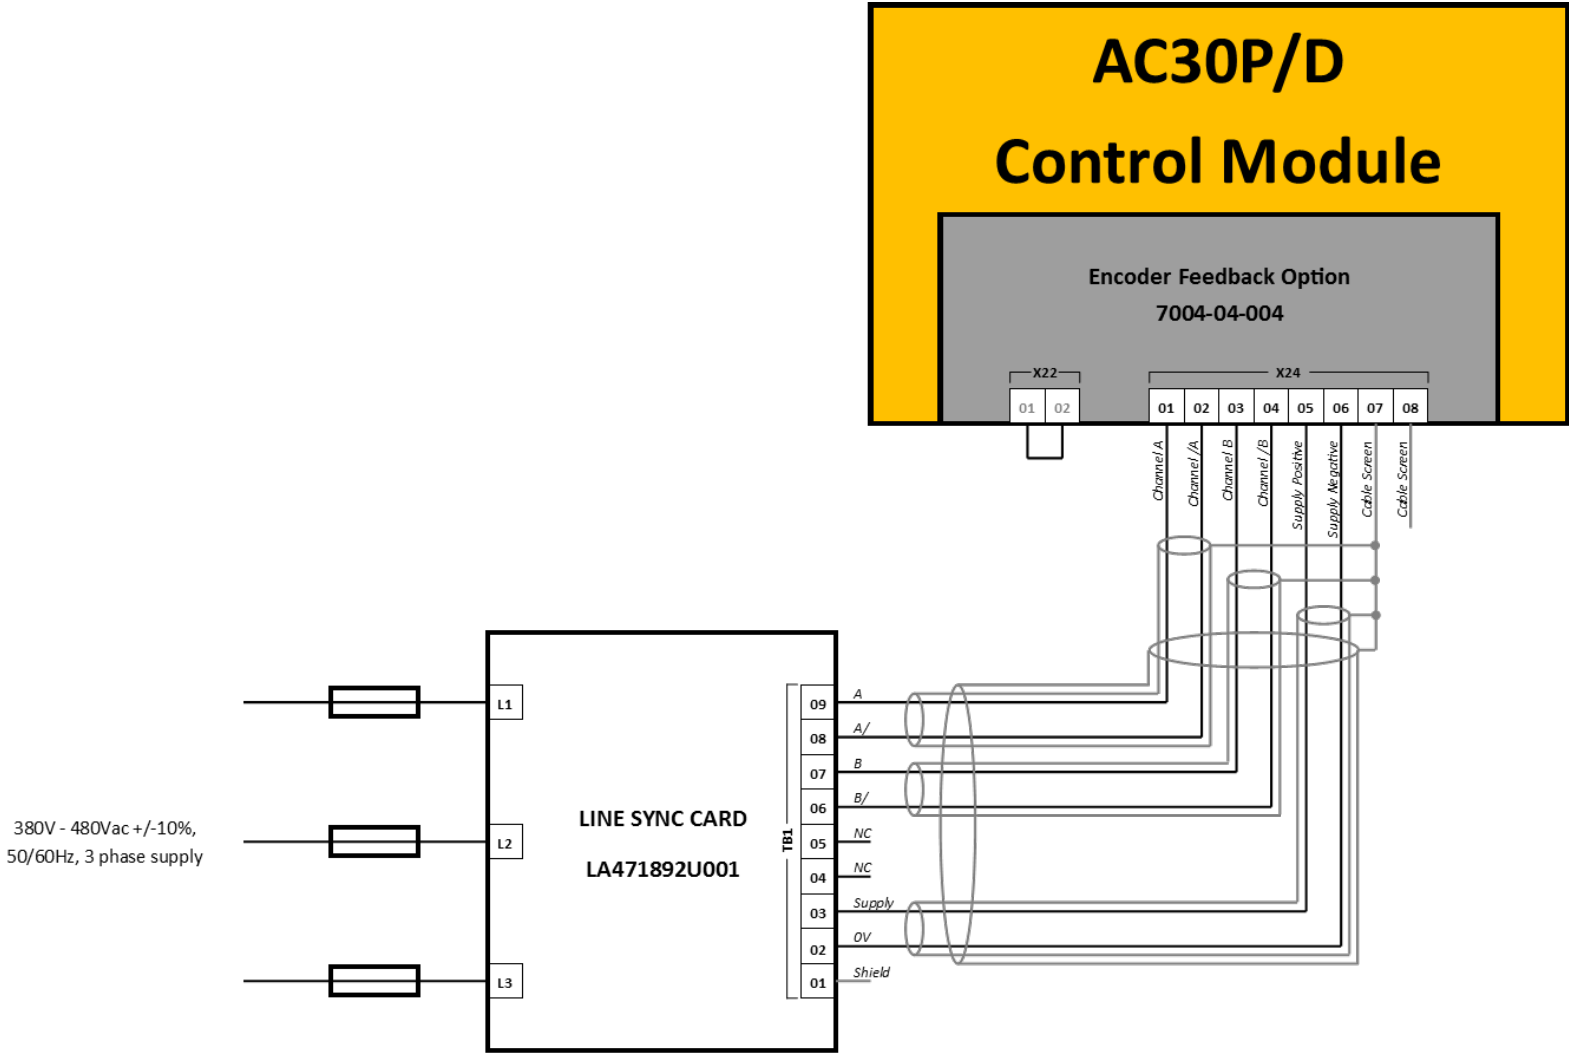 AC30P/D
Control Module
Encoder Feedback Option
7004-04-004
X22
X24
01 02
01 02 03 04 05 06 07 08
Channel A
Channel /A
Channel B
Channel /B
Supply Positive
Supply Negative
Cable Screen
Cable Screen
380V - 480Vac +/-10%,
50/60Hz, 3 phase supply
L1
L2
L3
LINE SYNC CARD
LA471892U001
TB1
09 A
08 A/
07 B
06 B/
05 NC
04 NC
03 Supply
02 0V
01 Shield